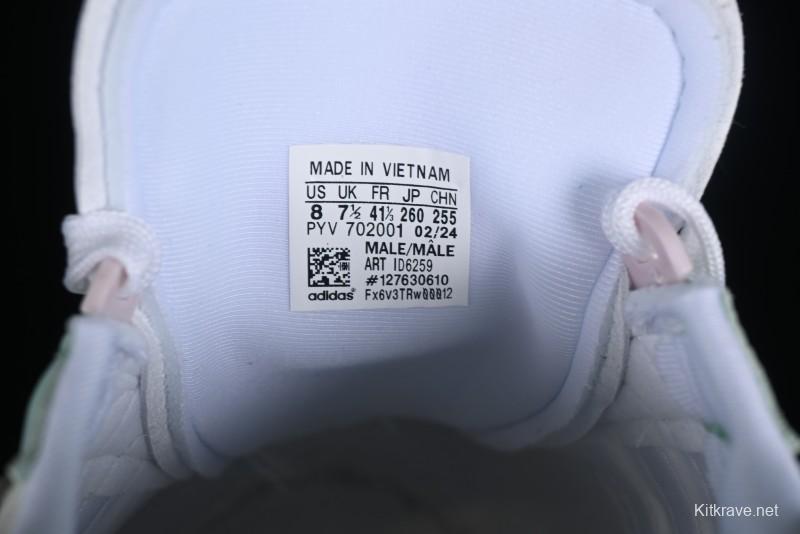 MADE IN VIETNAM
US UK FR JP CHN
8 7½ 41⅓ 260 255
PYV 702001 02/24
MALE/MÂLE
ART ID6259
#127630610
adidas® Fx6v3TRw00012
Kitkrave.net